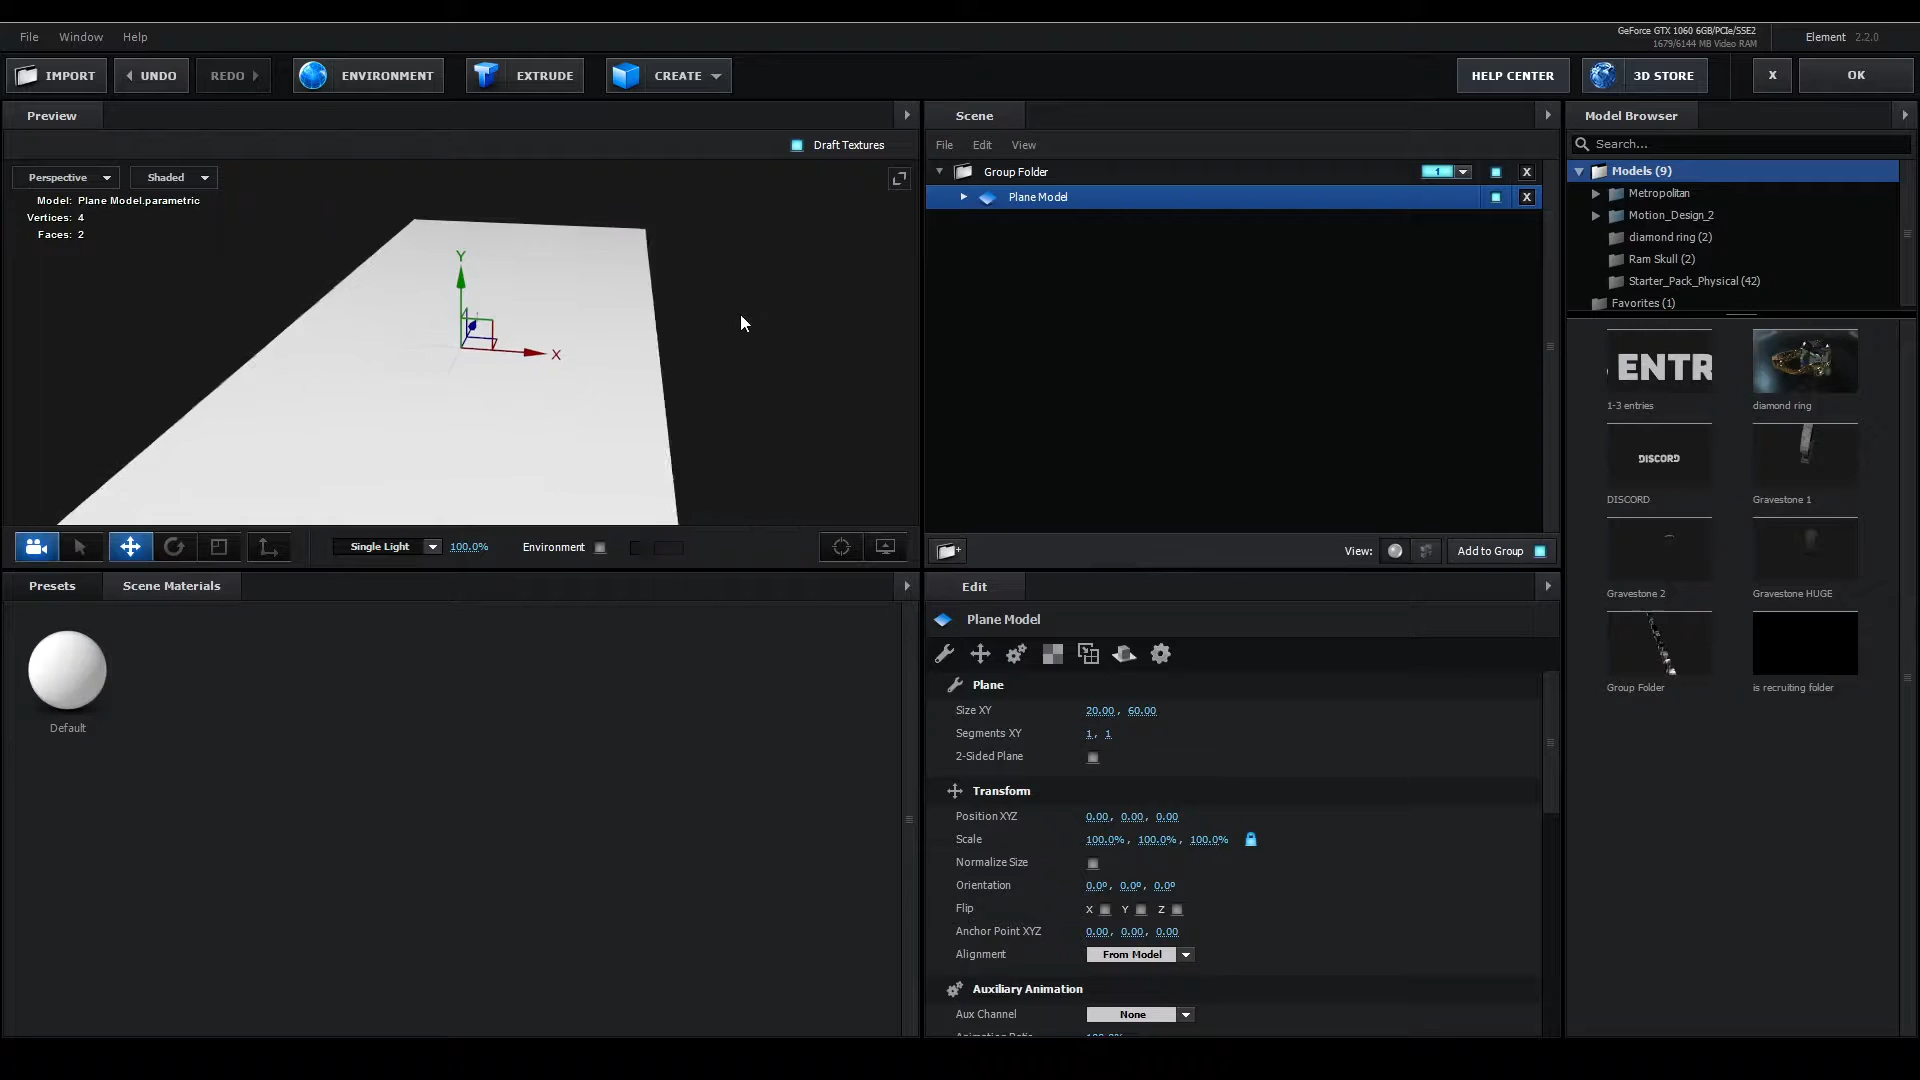 GeForce GTX 1060 6GB/PCIe/SSE2
File Window Help
1679/6144 MB Video RAM
Element 2.2.0
IMPORT UNDO REDO ENVIRONMENT EXTRUDE CREATE HELP CENTER 3D STORE X OK
Preview
Draft Textures
Perspective Shaded
Model: Plane Model.parametric
Vertices: 4
Faces: 2
Y
X
Single Light 100.0% Environment
Scene
File Edit View
Group Folder 1 X
Plane Model X
View: Add to Group
Model Browser
Search...
Models (9)
Metropolitan
Motion_Design_2
diamond ring (2)
Ram Skull (2)
Starter_Pack_Physical (42)
Favorites (1)
ENTR
1-3 entries diamond ring
DISCORD
DISCORD Gravestone 1
Gravestone 2 Gravestone HUGE
Group Folder is recruiting folder
Presets Scene Materials
Default
Edit
Plane Model
Plane
Size XY 20.00, 60.00
Segments XY 1, 1
2-Sided Plane
Transform
Position XYZ 0.00, 0.00, 0.00
Scale 100.0%, 100.0%, 100.0%
Normalize Size
Orientation 0.0º, 0.0º, 0.0º
Flip X Y Z
Anchor Point XYZ 0.00, 0.00, 0.00
Alignment From Model
Auxiliary Animation
Aux Channel None